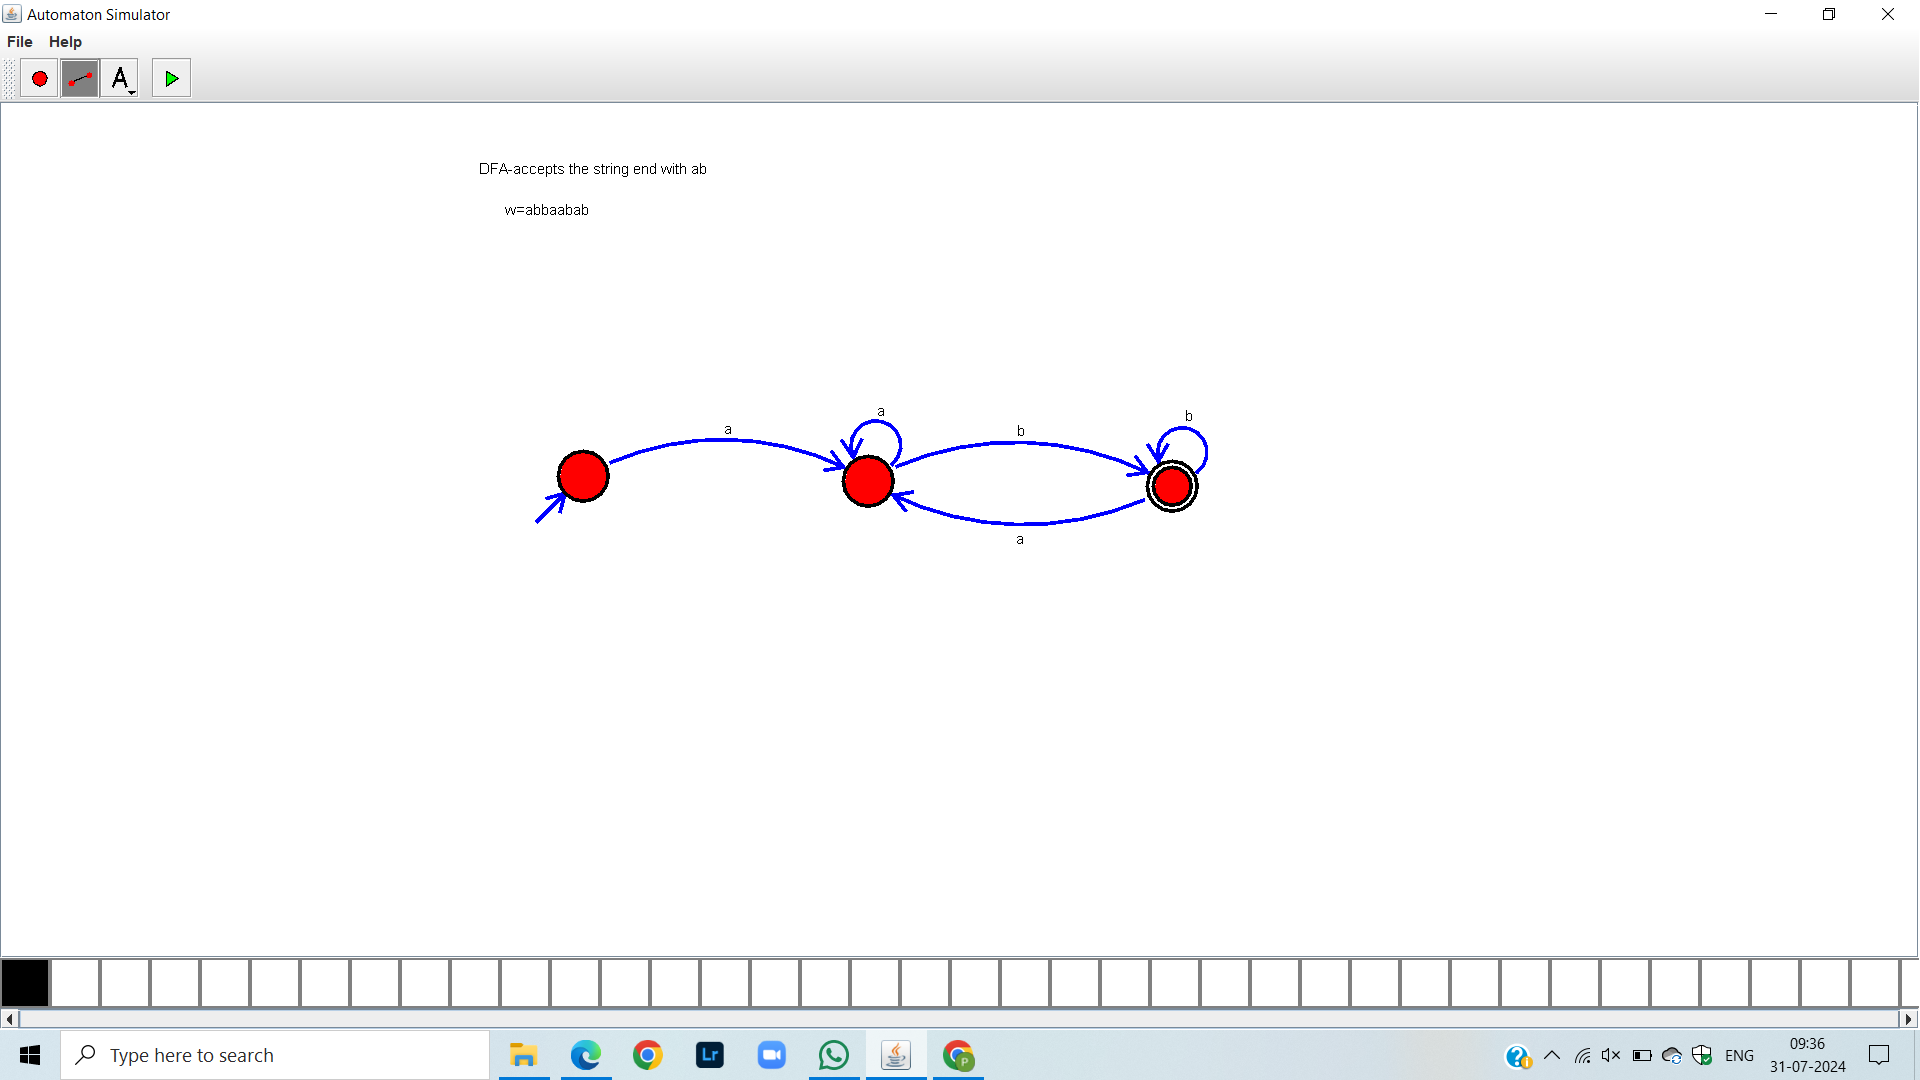 Automaton Simulator
File Help
A
DFA-accepts the string end with ab
w=abbaabab
a
a
b
b
a
Type here to search
Lr
P
ENG
09:36
31-07-2024